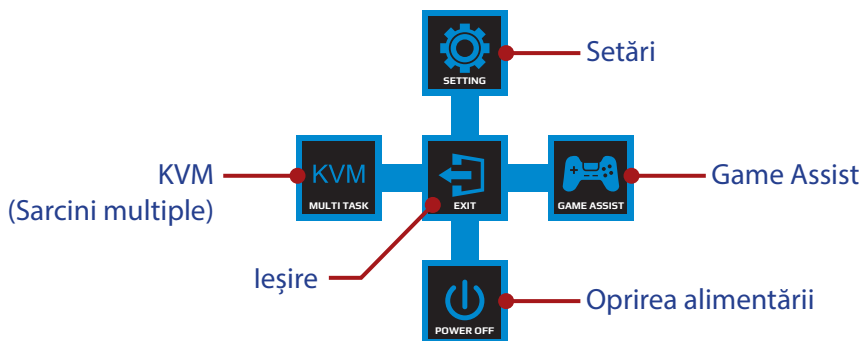 SETTING
Setări
KVM
(Sarcini multiple)
KVM
MULTI TASK
EXIT
GAME ASSIST
Game Assist
Ieșire
POWER OFF
Oprirea alimentării